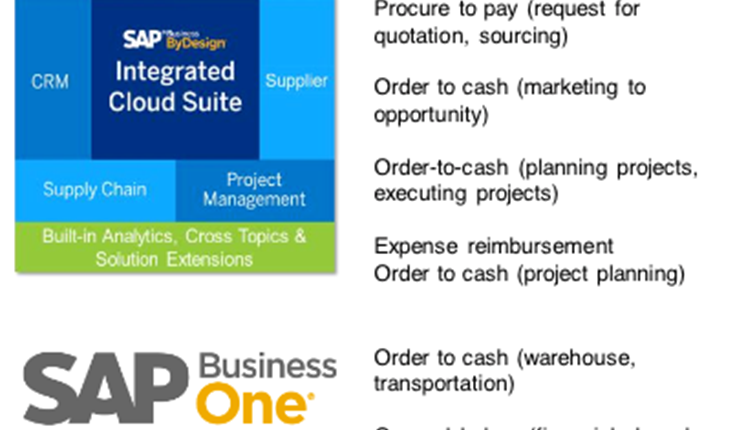 SAP Business
ByDesign
Integrated
Cloud Suite
CRM
Supplier
Supply Chain
Project
Management
Built-in Analytics, Cross Topics &
Solution Extensions
Procure to pay (request for
quotation, sourcing)
Order to cash (marketing to
opportunity)
Order-to-cash (planning projects,
executing projects)
Expense reimbursement
Order to cash (project planning)
SAP Business
One
Order to cash (warehouse,
transportation)